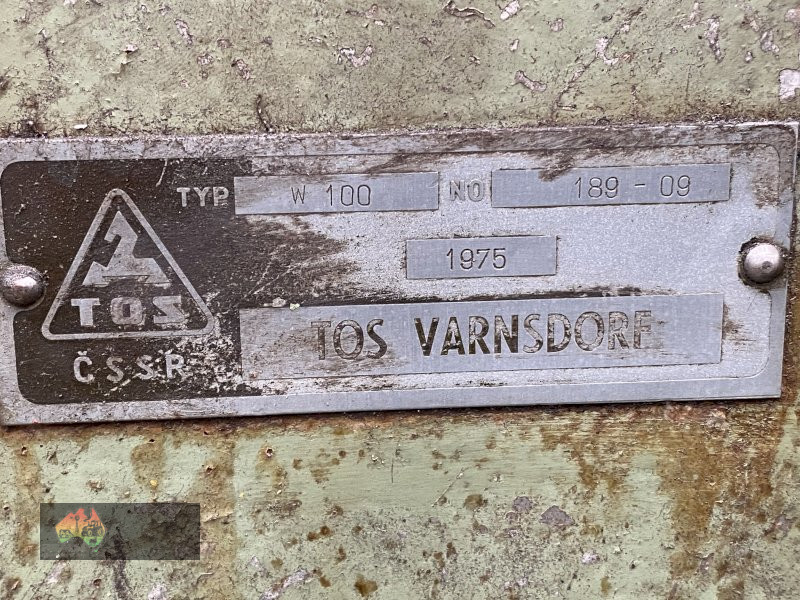 TYP W 100 NO 189 - 09
1975
TOS
TOS VARNSDORF
ČSSR